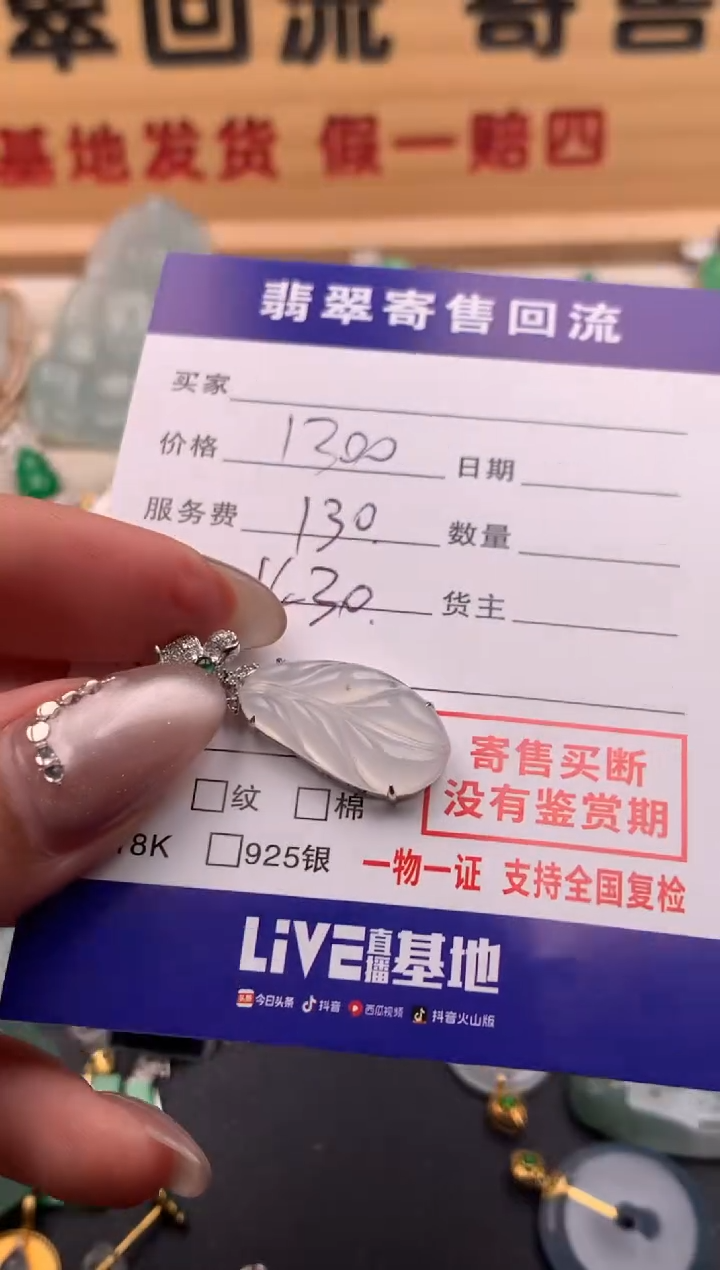 翠回流 寄售
基地发货 假一赔四
翡翠寄售回流
买家
价格 1300 日期
服务费 130. 数量
30. 货主
寄售买断
没有鉴赏期
纹 棉
18K 925银
一物一证 支持全国复检
LiVE直播基地
头条 今日头条 抖音 西瓜视频 抖音火山版